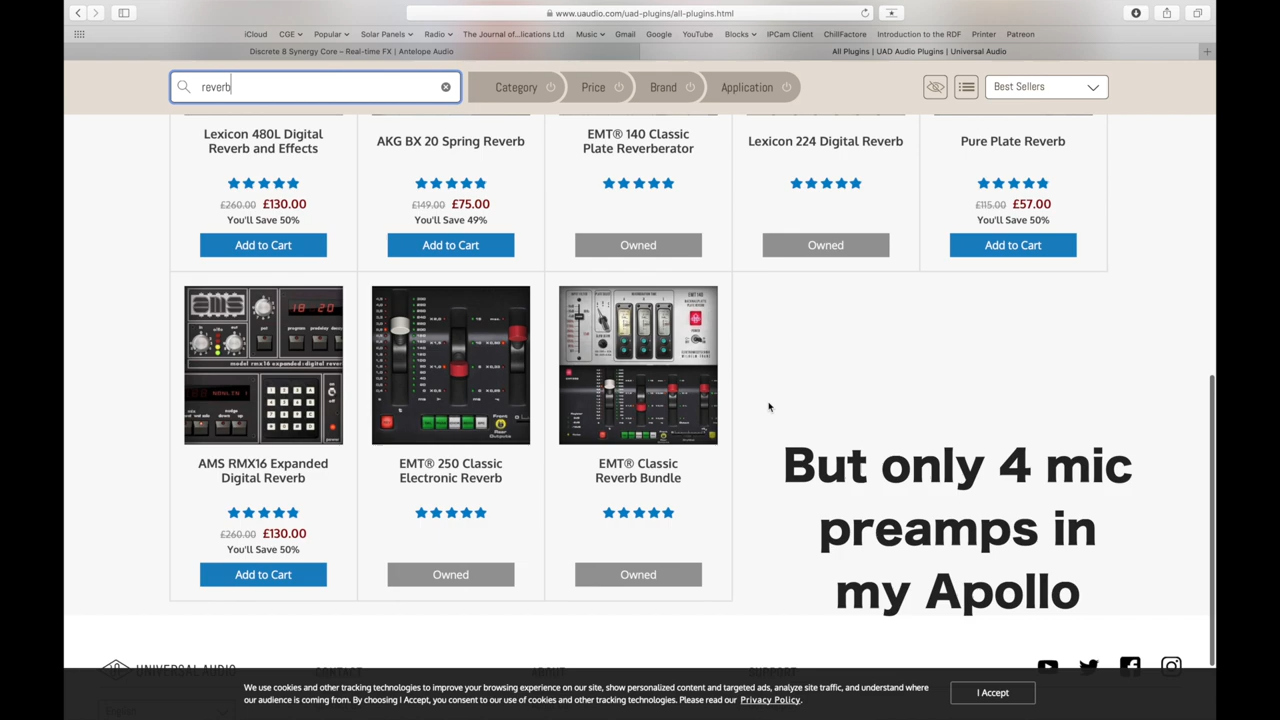 www.uaudio.com/uad-plugins/all-plugins.html
iCloud CGE Popular Solar Panels Radio The Journal of...lications Ltd Music Gmail Google YouTube Blocks IPCam Client ChillFactore Introduction to the RDF Printer Patreon
Discrete 8 Synergy Core – Real-time FX | Antelope Audio
All Plugins | UAD Audio Plugins | Universal Audio
reverb
Category
Price
Brand
Application
Best Sellers
Lexicon 480L Digital
Reverb and Effects
£260.00 £130.00
You'll Save 50%
Add to Cart
AKG BX 20 Spring Reverb
£149.00 £75.00
You'll Save 49%
Add to Cart
EMT® 140 Classic
Plate Reverberator
Owned
Lexicon 224 Digital Reverb
Owned
Pure Plate Reverb
£115.00 £57.00
You'll Save 50%
Add to Cart
ams
AMS RMX16 Expanded
Digital Reverb
£260.00 £130.00
You'll Save 50%
Add to Cart
EMT® 250 Classic
Electronic Reverb
Owned
EMT® Classic
Reverb Bundle
Owned
But only 4 mic
preamps in
my Apollo
UNIVERSAL AUDIO
CONTACT
ABOUT
SUPPORT
English
We use cookies and other tracking technologies to improve your browsing experience on our site, show personalized content and targeted ads, analyze site traffic, and understand where
our audience is coming from. By choosing I Accept, you consent to our use of cookies and other tracking technologies. Please read our Privacy Policy.
I Accept